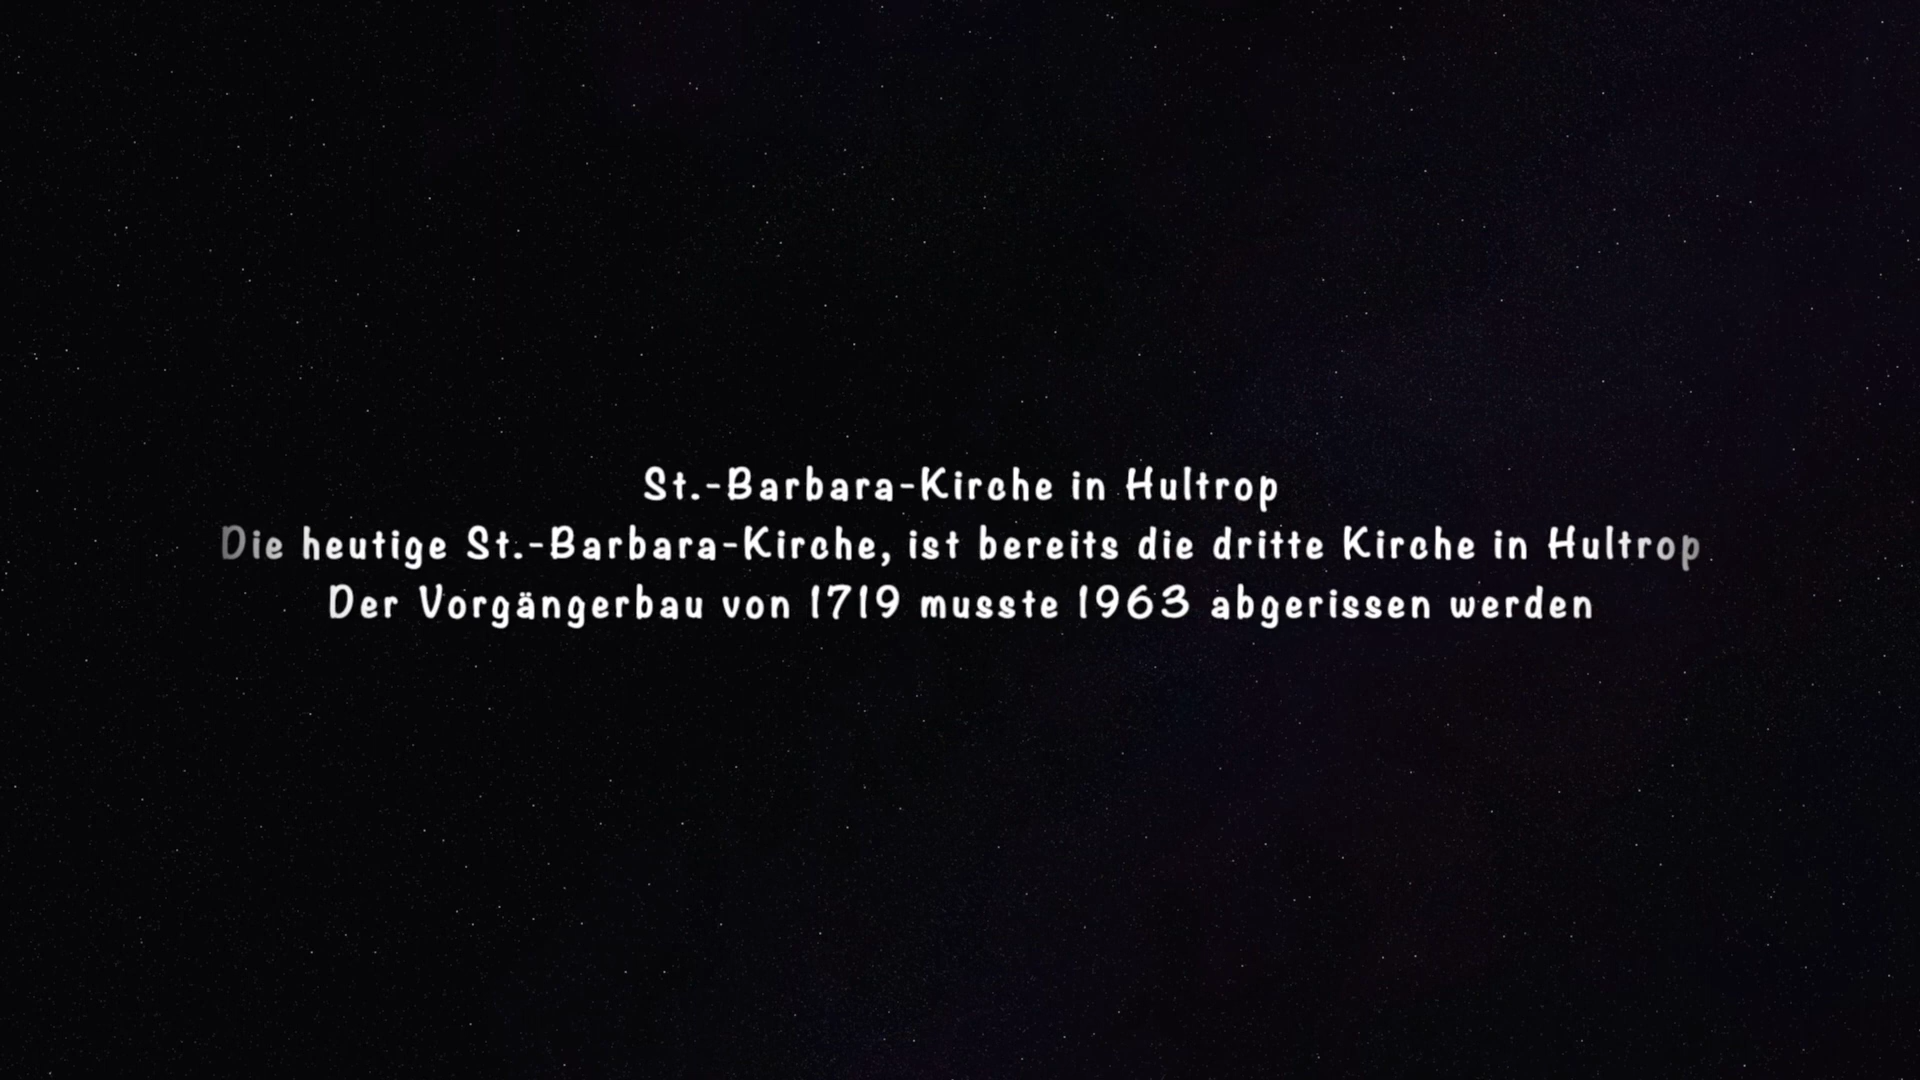 St.-Barbara-Kirche in Hultrop
Die heutige St.-Barbara-Kirche, ist bereits die dritte Kirche in Hultrop
Der Vorgängerbau von 1719 musste 1963 abgerissen werden